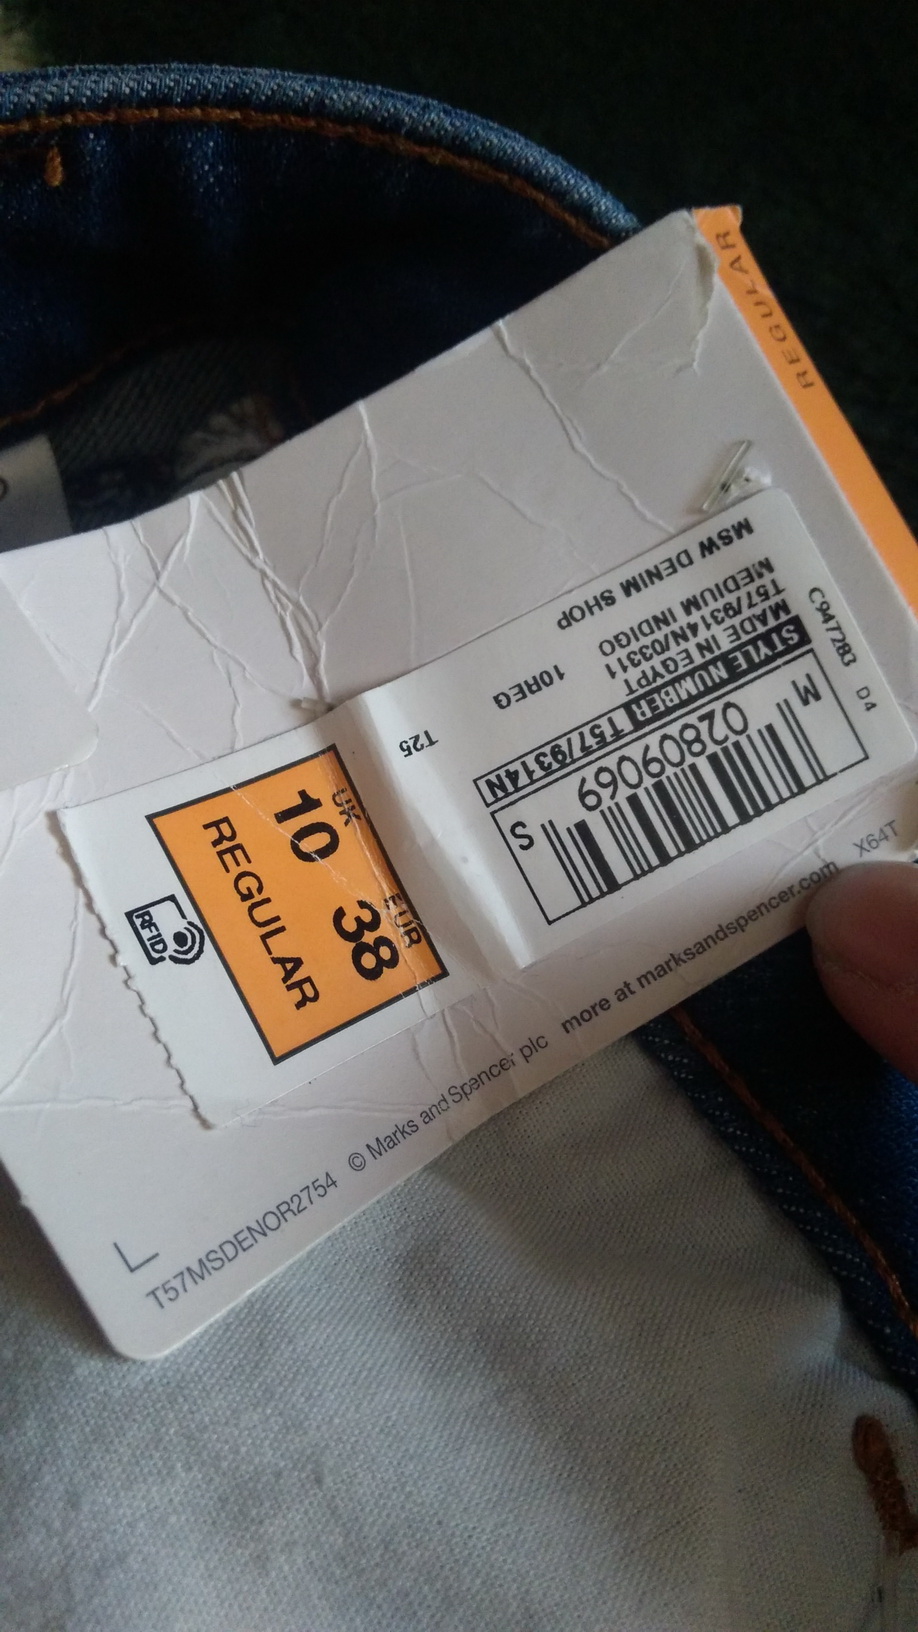 REGULAR
MSW DENIM SHOP
MEDIUM INDIGO
T57/9314N/03311
MADE IN EGYPT
10REG
STYLE NUMBER T57/9314N
02809069
M
S
C947283 D4
T25
UK EUR
10 38
REGULAR
RFID
X64T
T57MSDENOR2754 © Marks and Spencer plc more at marksandspencer.com